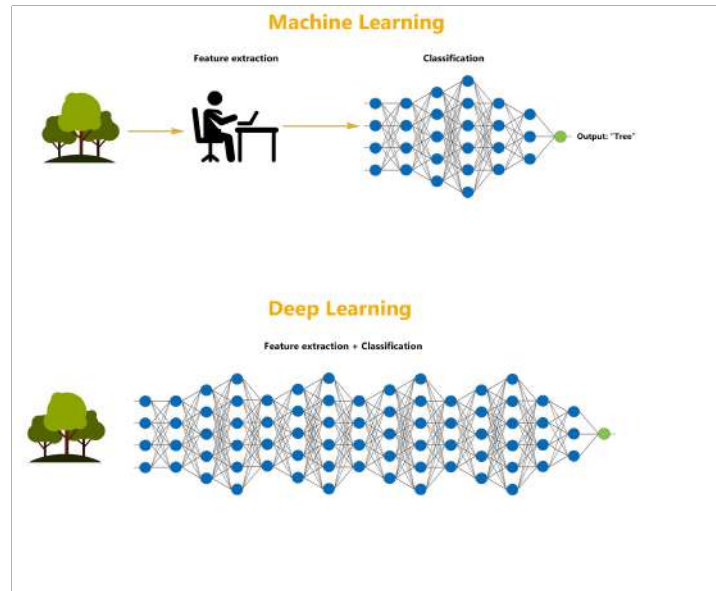 Machine Learning
Feature extraction
Classification
Output: "Tree"
Deep Learning
Feature extraction + Classification